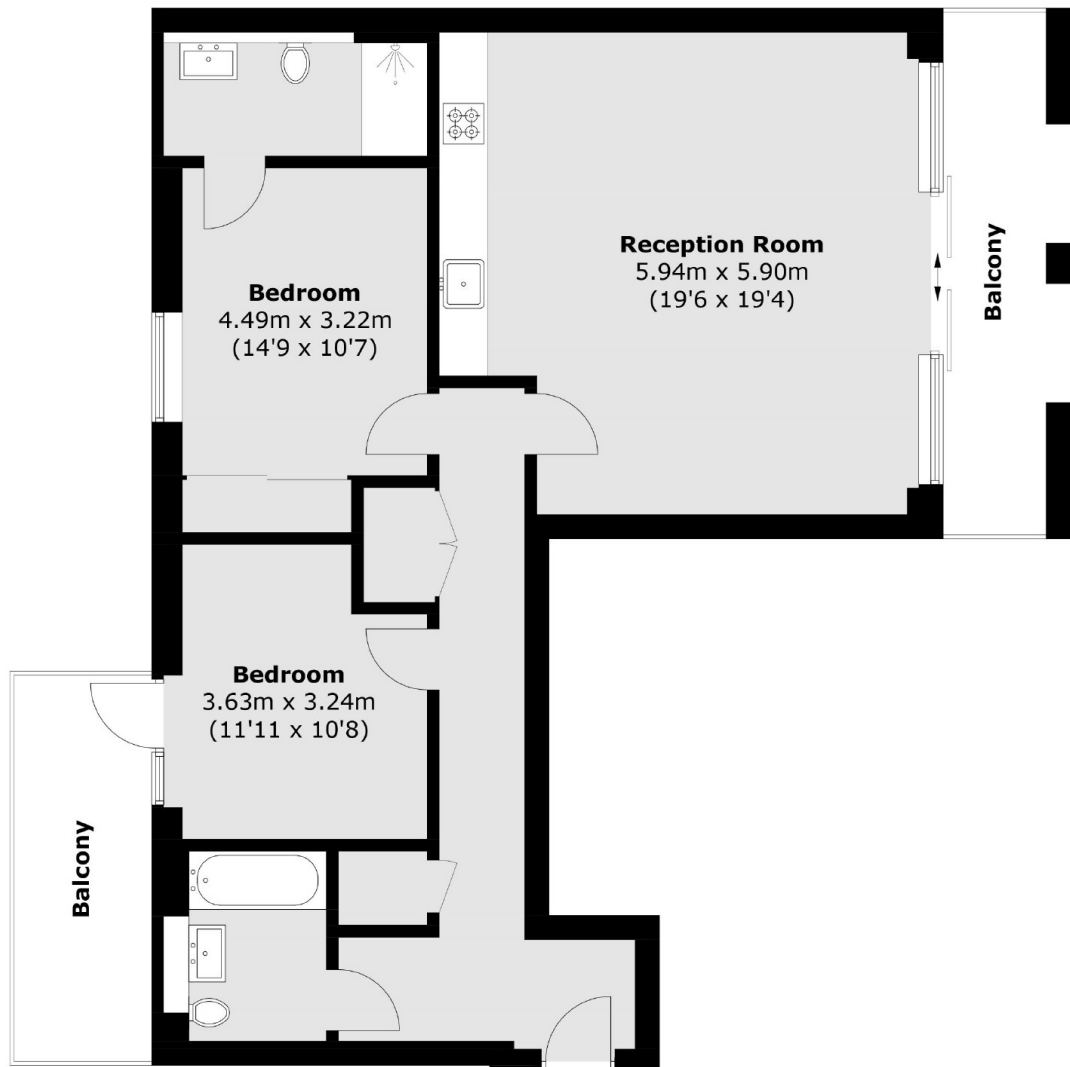 Reception Room
5.94m x 5.90m
(19'6 x 19'4)
Balcony
Bedroom
4.49m x 3.22m
(14'9 x 10'7)
Bedroom
3.63m x 3.24m
(11'11 x 10'8)
Balcony